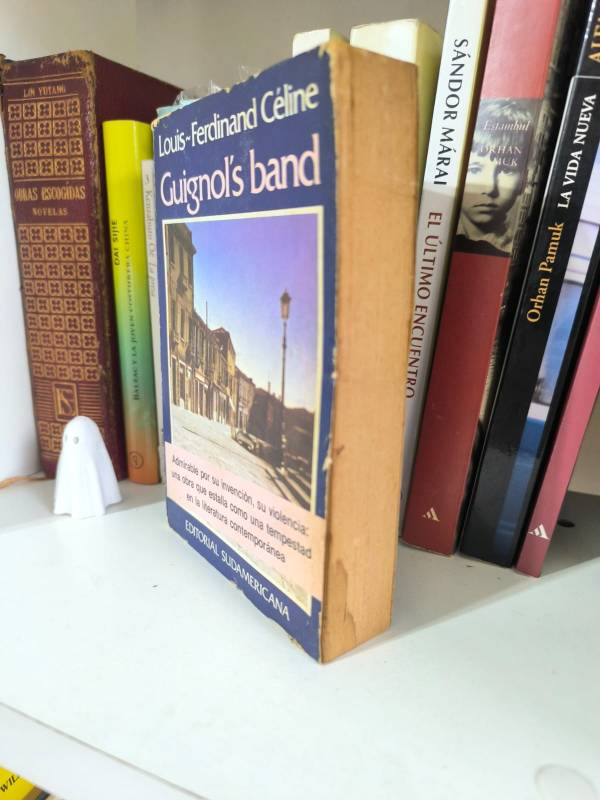 LIN YUTANG
OBRAS ESCOGIDAS
NOVELAS
DAI SIJIE
BALZAC Y LA JOVEN COSTURERA CHINA
Louis-Ferdinand Céline
Guignol's band
Admirable por su invención, su violencia:
una obra que estalla como una tempestad
en la literatura contemporánea
EDITORIAL SUDAMERICANA
SÁNDOR MÁRAI
EL ÚLTIMO ENCUENTRO
Estambul
ORHAN
MUK
Orhan Pamuk
LA VIDA NUEVA